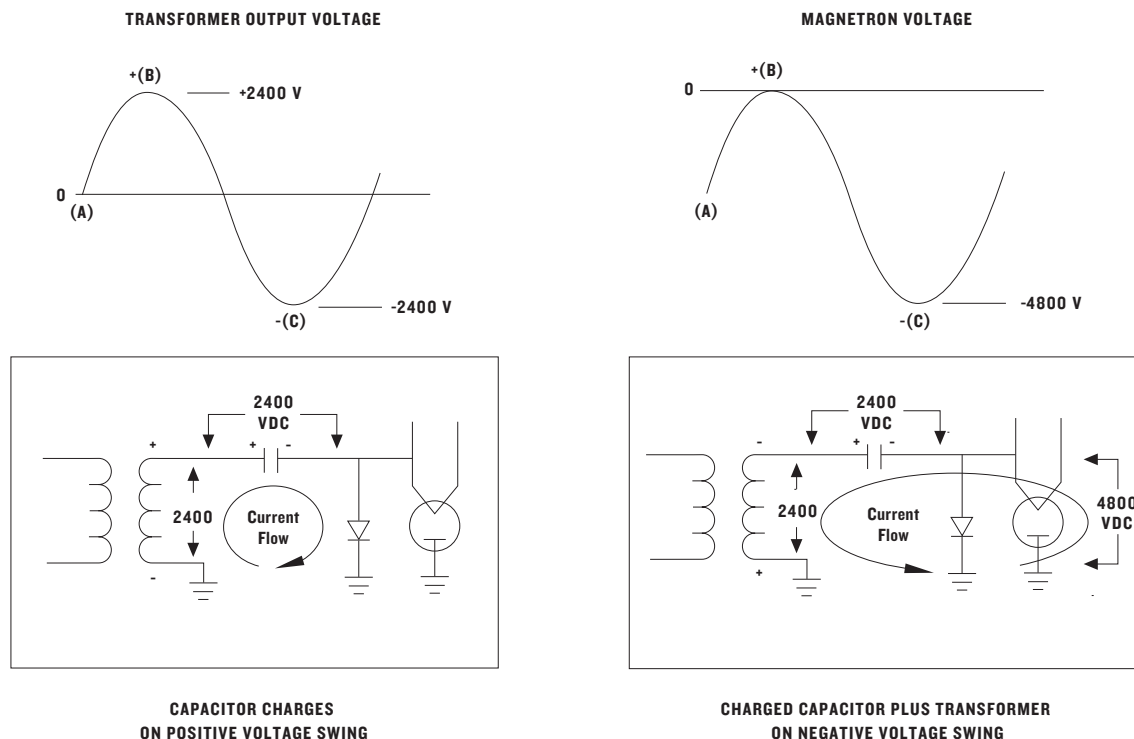 TRANSFORMER OUTPUT VOLTAGE
+(B)
+2400 V
0
(A)
-2400 V
-(C)
2400
VDC
+
+ -
2400
Current
Flow
-
CAPACITOR CHARGES
ON POSITIVE VOLTAGE SWING
MAGNETRON VOLTAGE
+(B)
0
(A)
-4800 V
-(C)
2400
VDC
-
+ -
2400
Current
Flow
4800
VDC
+
-
CHARGED CAPACITOR PLUS TRANSFORMER
ON NEGATIVE VOLTAGE SWING